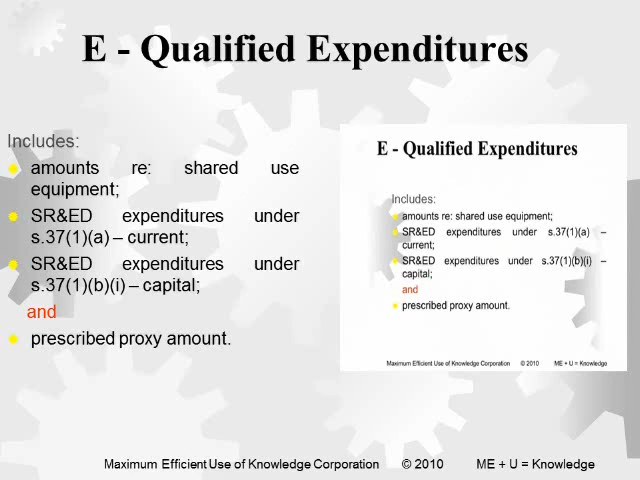 E - Qualified Expenditures
Includes:
amounts re: shared use
equipment;
SR&ED expenditures under
s.37(1)(a) – current;
SR&ED expenditures under
s.37(1)(b)(i) – capital;
and
prescribed proxy amount.
E - Qualified Expenditures
Includes:
amounts re: shared use equipment;
SR&ED expenditures under s.37(1)(a) –
current;
SR&ED expenditures under s.37(1)(b)(i) –
capital;
and
prescribed proxy amount.
Maximum Efficient Use of Knowledge Corporation © 2010 ME + U = Knowledge
Maximum Efficient Use of Knowledge Corporation © 2010 ME + U = Knowledge